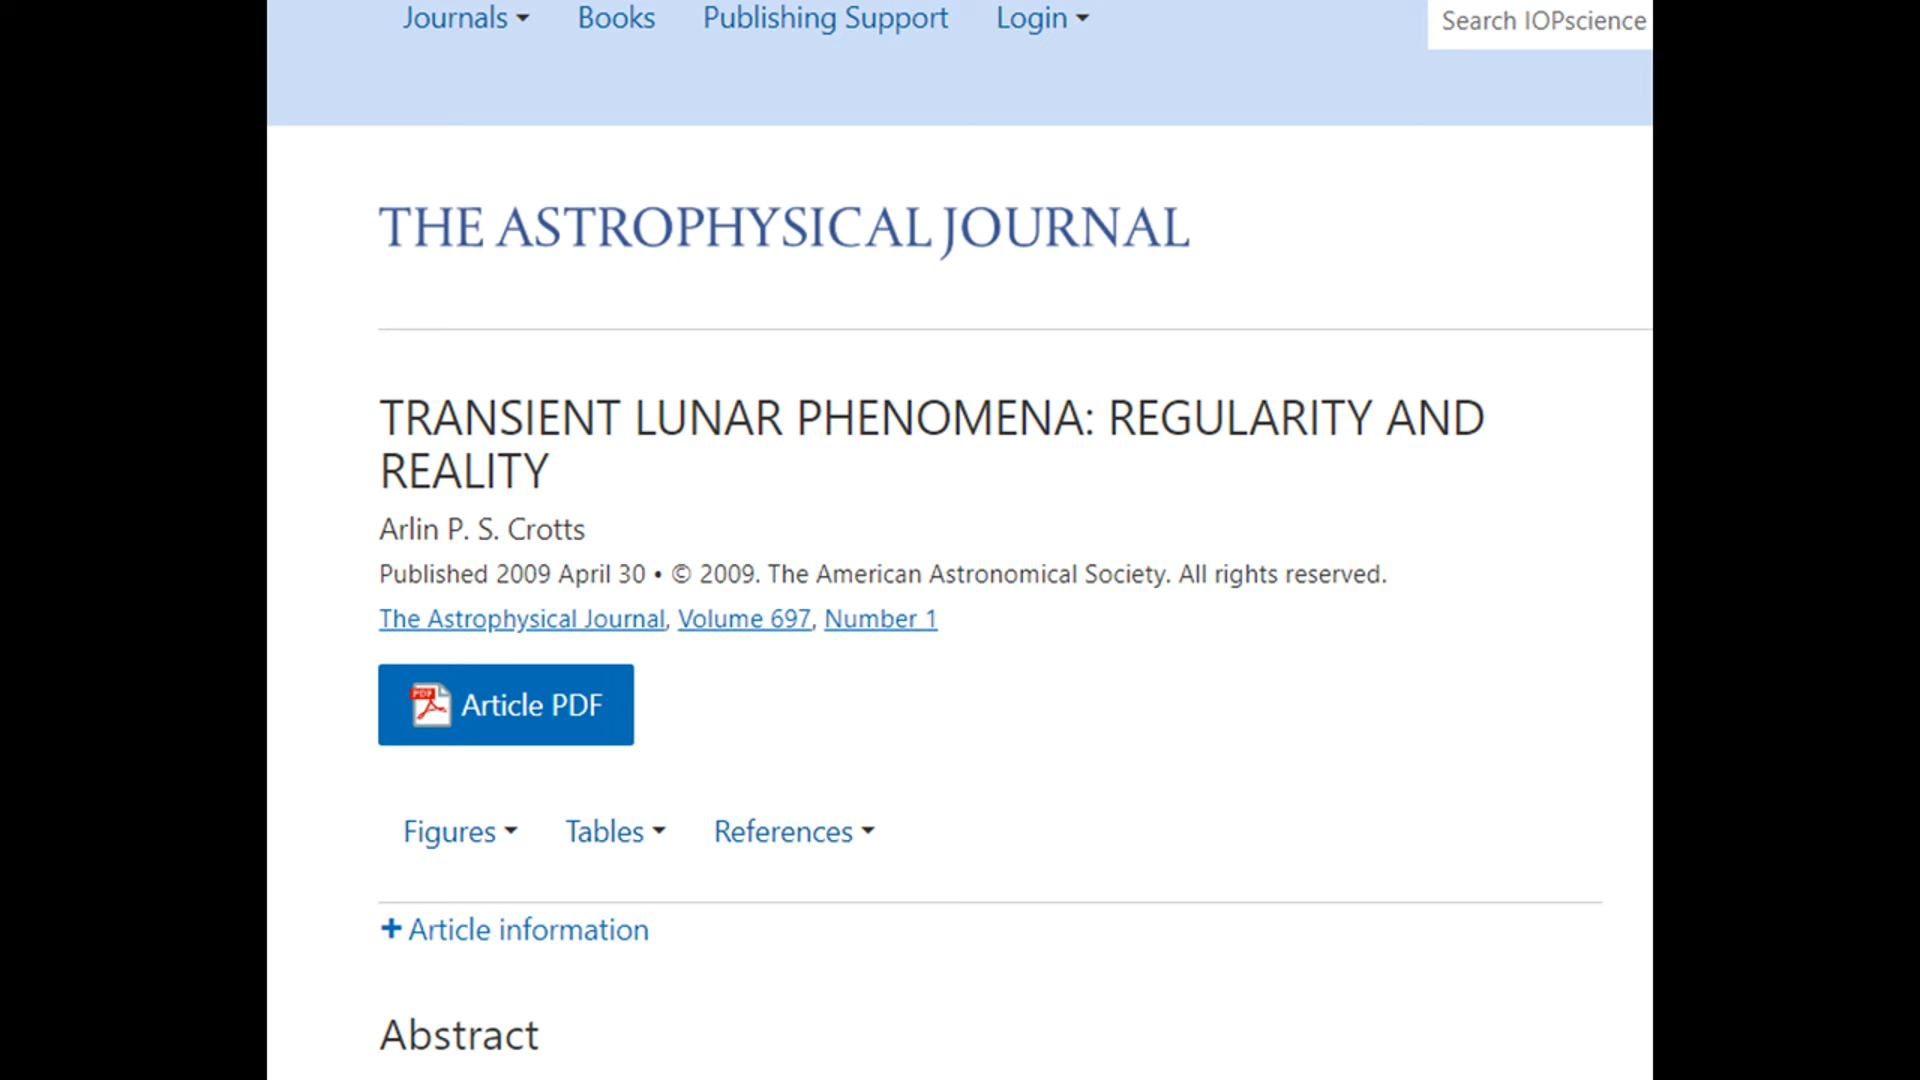 Journals Books Publishing Support Login Search IOPscience
THE ASTROPHYSICAL JOURNAL
TRANSIENT LUNAR PHENOMENA: REGULARITY AND
REALITY
Arlin P. S. Crotts
Published 2009 April 30 • © 2009. The American Astronomical Society. All rights reserved.
The Astrophysical Journal, Volume 697, Number 1
PDF Article PDF
Figures Tables References
+ Article information
Abstract